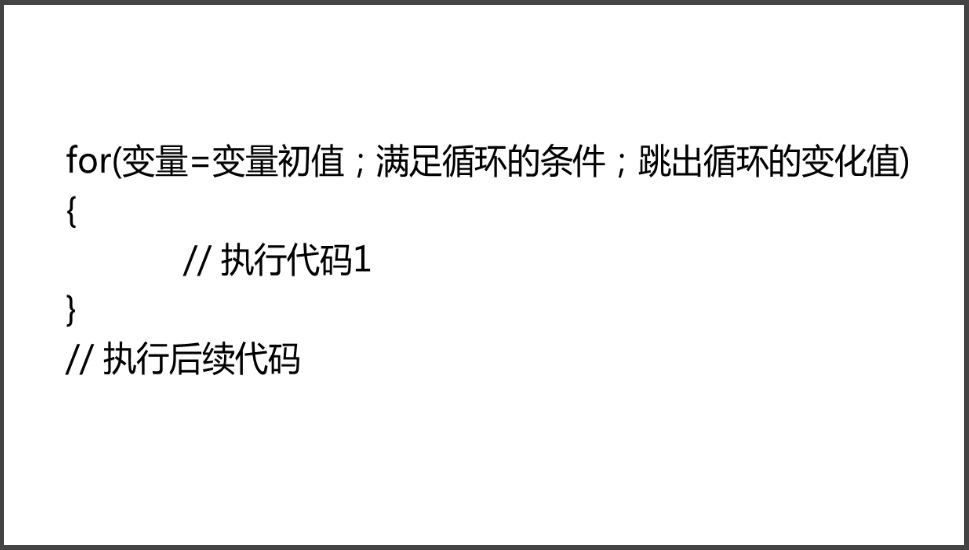 for(变量=变量初值；满足循环的条件；跳出循环的变化值)
{
// 执行代码1
}
// 执行后续代码